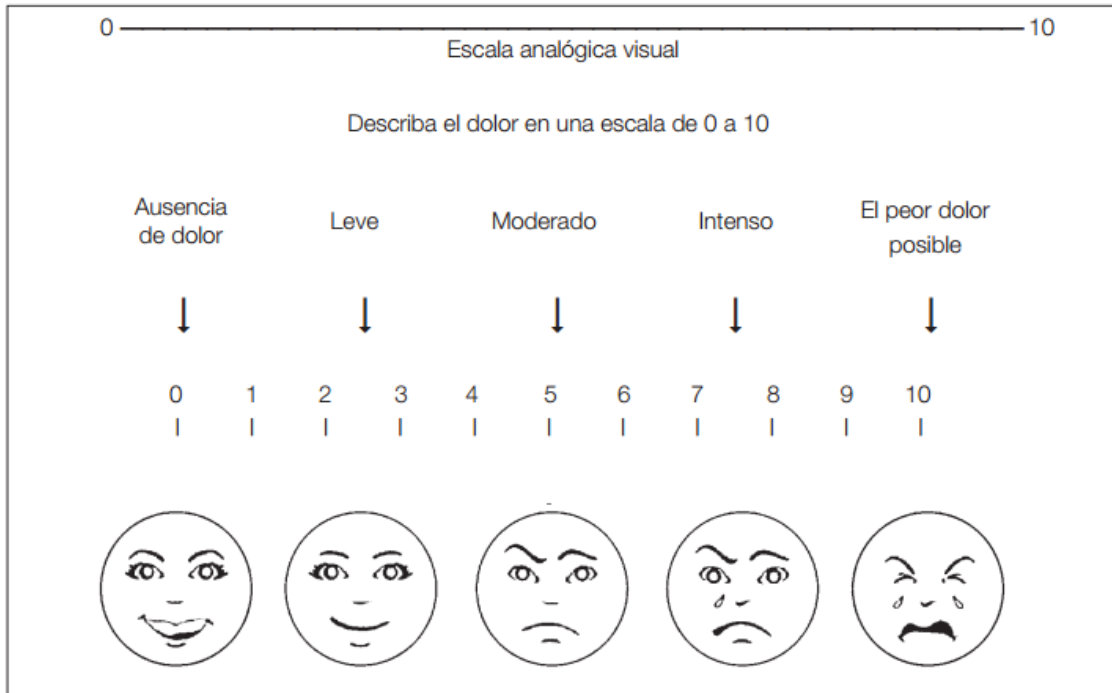 0 10
Escala analógica visual
Describa el dolor en una escala de 0 a 10
Ausencia
de dolor
Leve
Moderado
Intenso
El peor dolor
posible
0 1 2 3 4 5 6 7 8 9 10